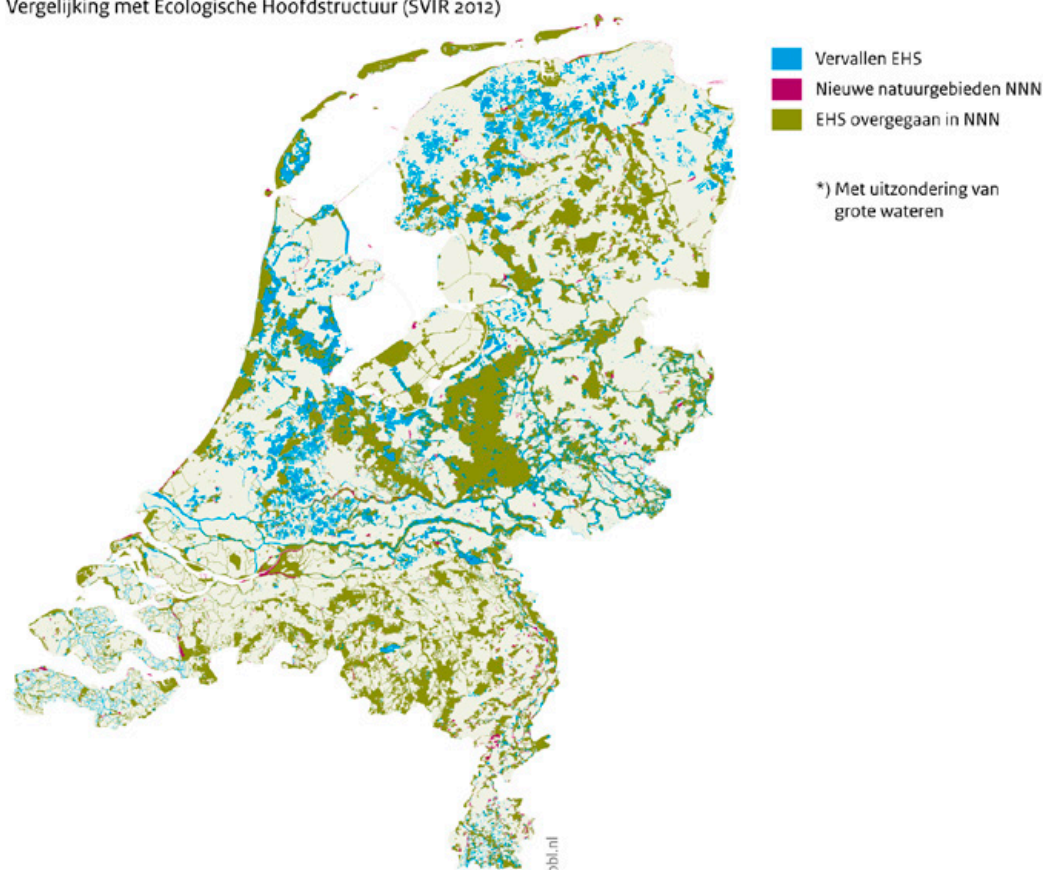 Vergelijking met Ecologische Hoofdstructuur (SVIR 2012)
Vervallen EHS
Nieuwe natuurgebieden NNN
EHS overgegaan in NNN
*) Met uitzondering van
grote wateren
pbl.nl